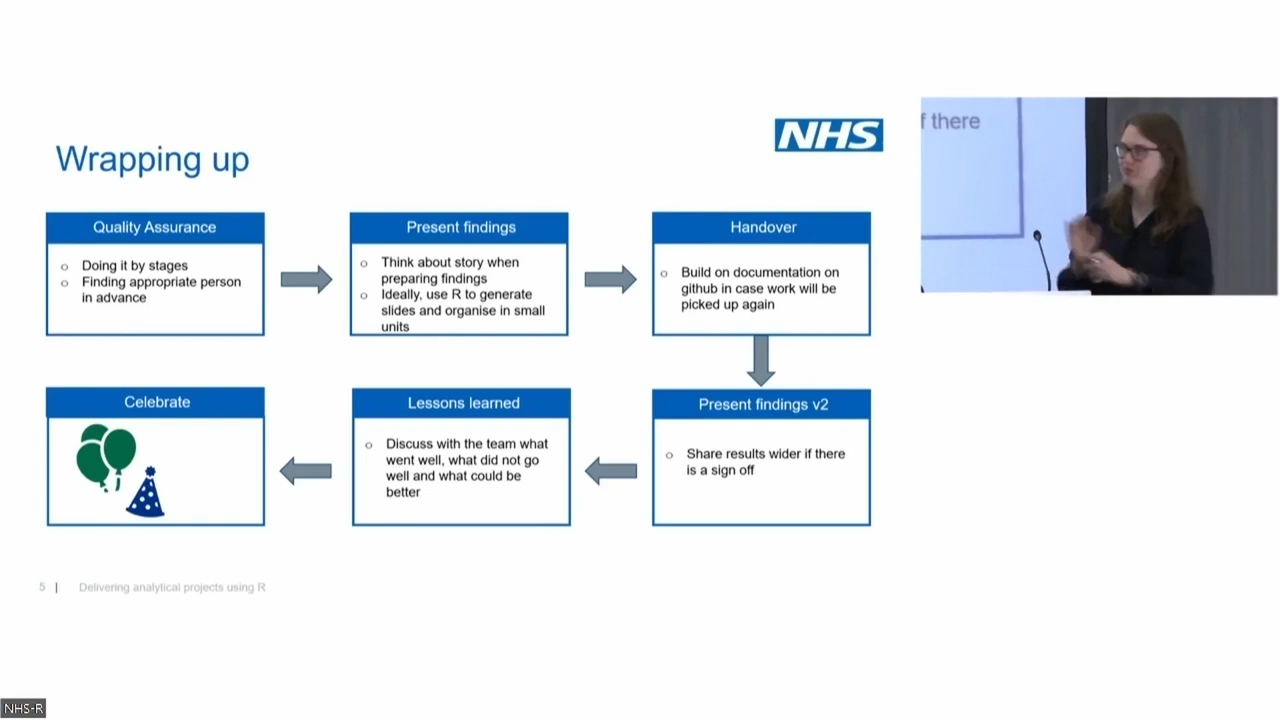 NHS
Wrapping up
f there
Quality Assurance
○ Doing it by stages
○ Finding appropriate person
in advance
Present findings
○ Think about story when
preparing findings
○ Ideally, use R to generate
slides and organise in small
units
Handover
○ Build on documentation on
github in case work will be
picked up again
Present findings v2
○ Share results wider if there
is a sign off
Lessons learned
○ Discuss with the team what
went well, what did not go
well and what could be
better
Celebrate
5 | Delivering analytical projects using R
NHS-R